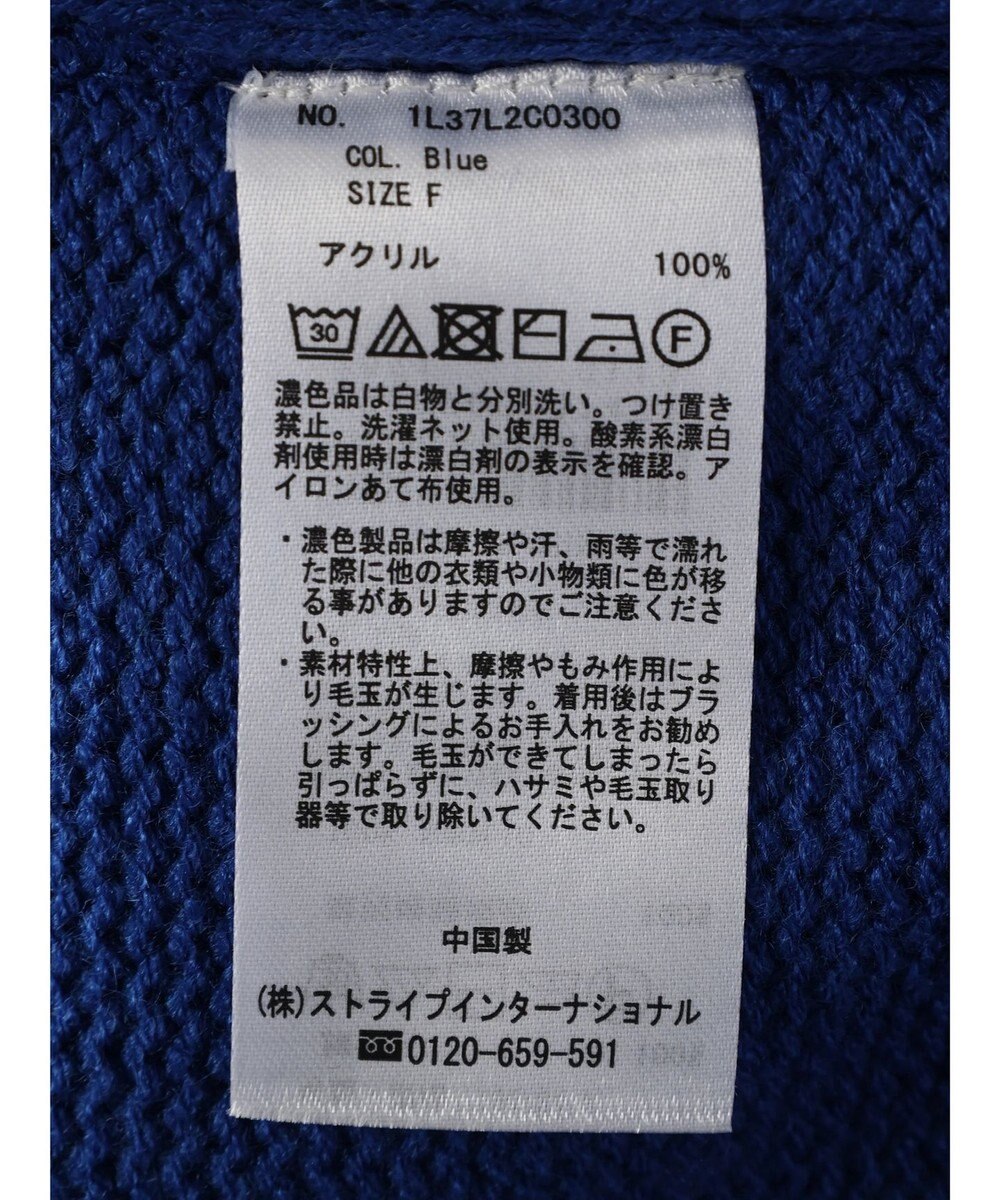 NO. 1L37L2C0300
COL. Blue
SIZE F
アクリル 100%
30 F
濃色品は白物と分別洗い。つけ置き
禁止。洗濯ネット使用。酸素系漂白
剤使用時は漂白剤の表示を確認。ア
イロンあて布使用。
・濃色製品は摩擦や汗、雨等で濡れ
た際に他の衣類や小物類に色が移
る事がありますのでご注意くださ
い。
・素材特性上、摩擦やもみ作用によ
り毛玉が生じます。着用後はブラ
ッシングによるお手入れをお勧め
します。毛玉ができてしまったら
引っぱらずに、ハサミや毛玉取り
器等で取り除いてください。
中国製
(株)ストライプインターナショナル
0120-659-591